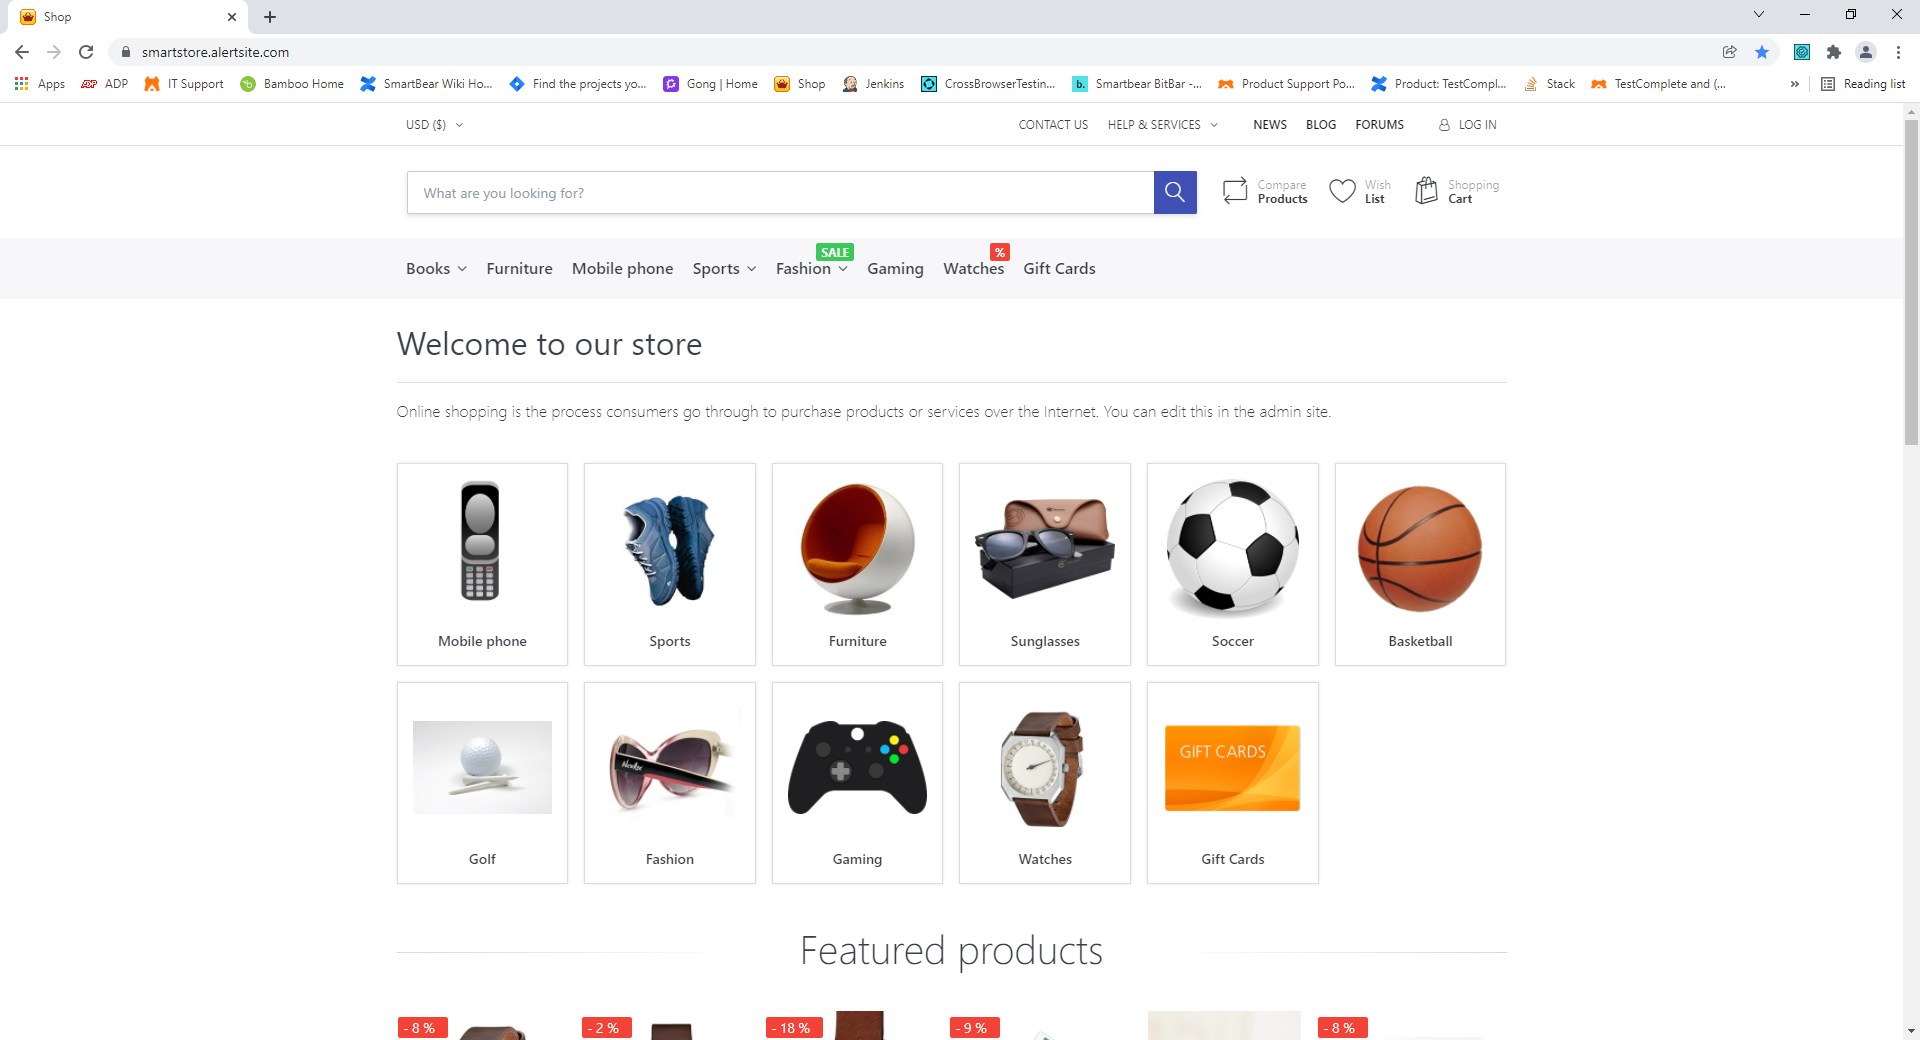 Shop
smartstore.alertsite.com
Apps ADP IT Support Bamboo Home SmartBear Wiki Ho... Find the projects yo... Gong | Home Shop Jenkins CrossBrowserTestin... Smartbear BitBar -... Product Support Po... Product: TestCompl... Stack TestComplete and (... » Reading list
USD ($) CONTACT US HELP & SERVICES NEWS BLOG FORUMS LOG IN
What are you looking for?
Compare Products
Wish List
Shopping Cart
SALE %
Books Furniture Mobile phone Sports Fashion Gaming Watches Gift Cards
Welcome to our store
Online shopping is the process consumers go through to purchase products or services over the Internet. You can edit this in the admin site.
GIFT CARDS
Mobile phone Sports Furniture Sunglasses Soccer Basketball
Golf Fashion Gaming Watches Gift Cards
Featured products
- 8 % - 2 % - 18 % - 9 % - 8 %